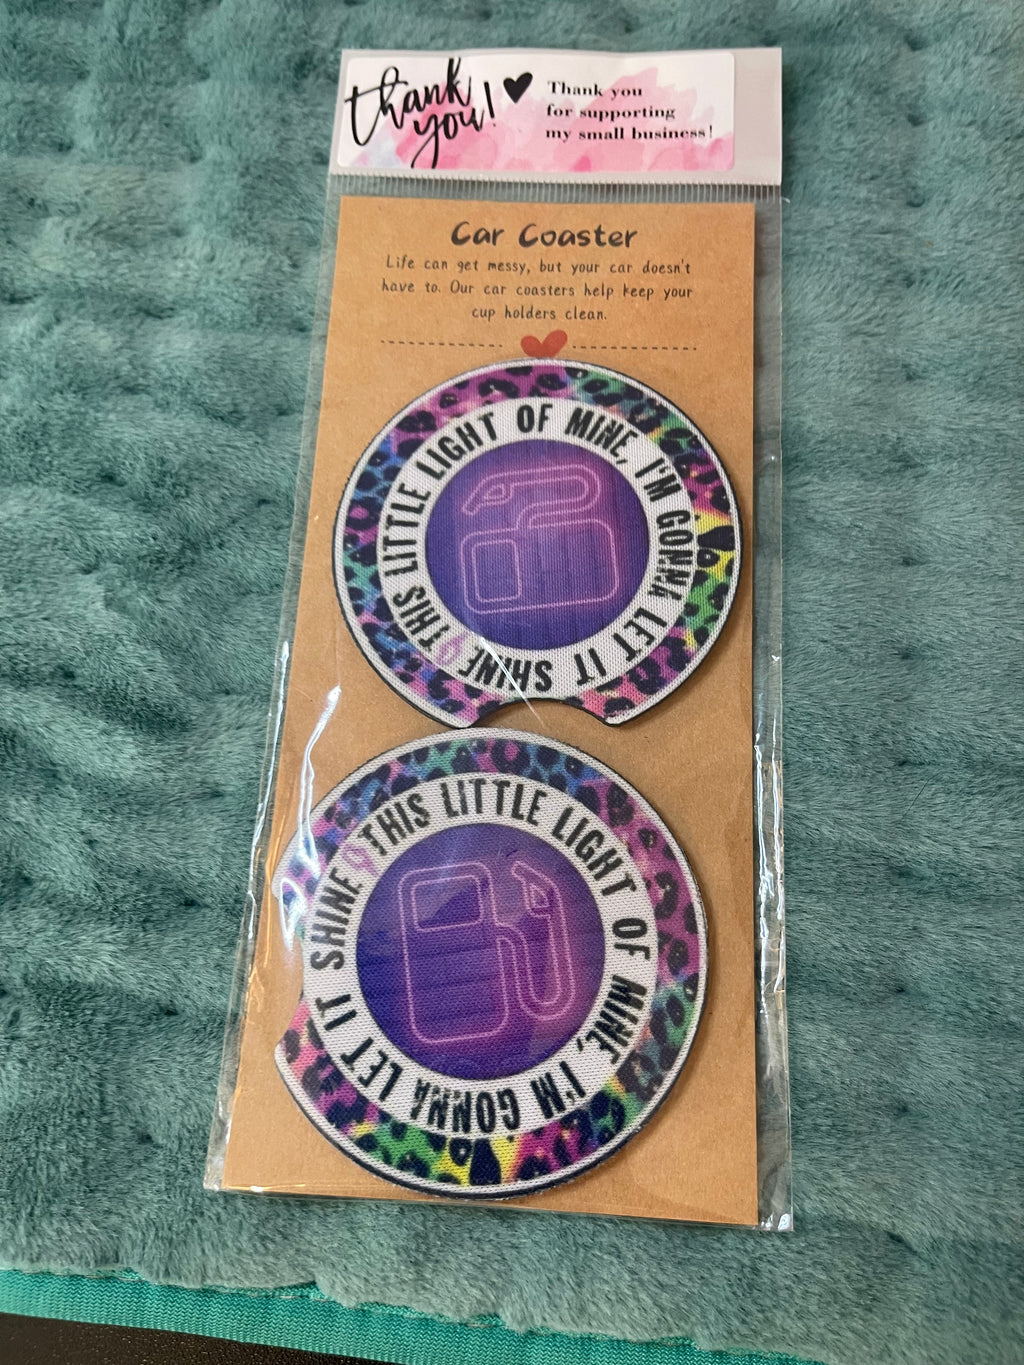 thank
you!
Thank you
for supporting
my small business!
Car Coaster
Life can get messy, but your car doesn't
have to. Our car coasters help keep your
cup holders clean.
THIS LITTLE LIGHT OF MINE, I'M GONNA LET IT SHINE
THIS LITTLE LIGHT OF MINE, I'M GONNA LET IT SHINE